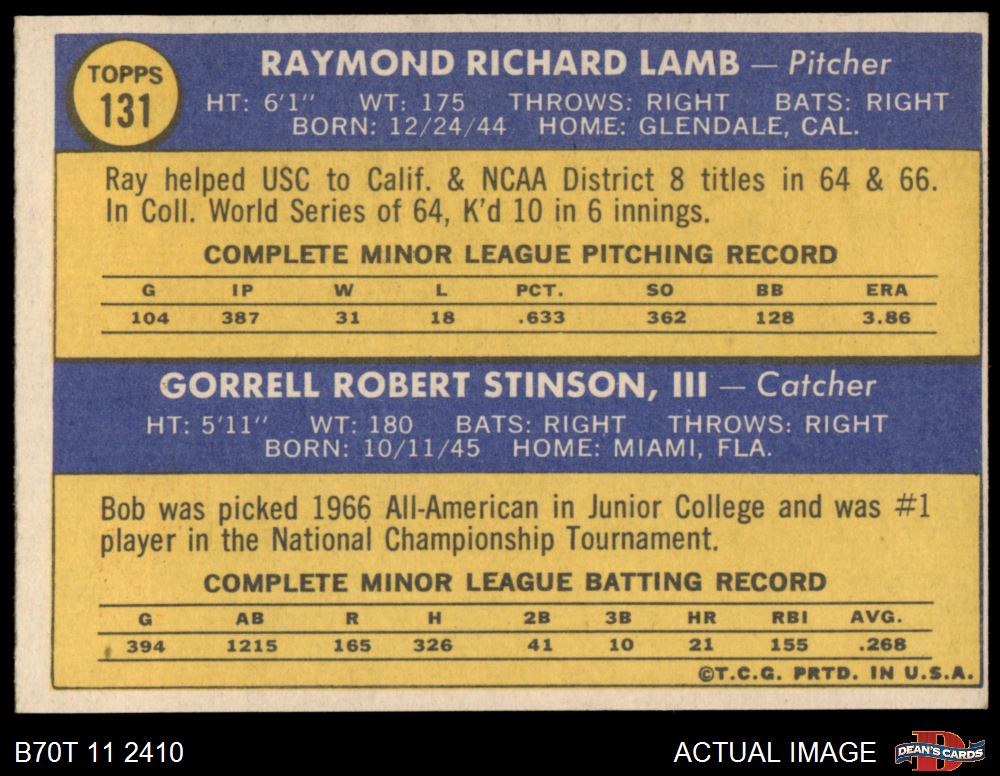 TOPPS
131
RAYMOND RICHARD LAMB — Pitcher
HT: 6'1" WT: 175 THROWS: RIGHT BATS: RIGHT
BORN: 12/24/44 HOME: GLENDALE, CAL.
Ray helped USC to Calif. & NCAA District 8 titles in 64 & 66.
In Coll. World Series of 64, K'd 10 in 6 innings.
COMPLETE MINOR LEAGUE PITCHING RECORD
G IP W L PCT. SO BB ERA
104 387 31 18 .633 362 128 3.86
GORRELL ROBERT STINSON, III — Catcher
HT: 5'11" WT: 180 BATS: RIGHT THROWS: RIGHT
BORN: 10/11/45 HOME: MIAMI, FLA.
Bob was picked 1966 All-American in Junior College and was #1
player in the National Championship Tournament.
COMPLETE MINOR LEAGUE BATTING RECORD
G AB R H 2B 3B HR RBI AVG.
394 1215 165 326 41 10 21 155 .268
©T.C.G. PRTD. IN U.S.A.
B70T 11 2410
ACTUAL IMAGE
D
DEAN'S CARDS